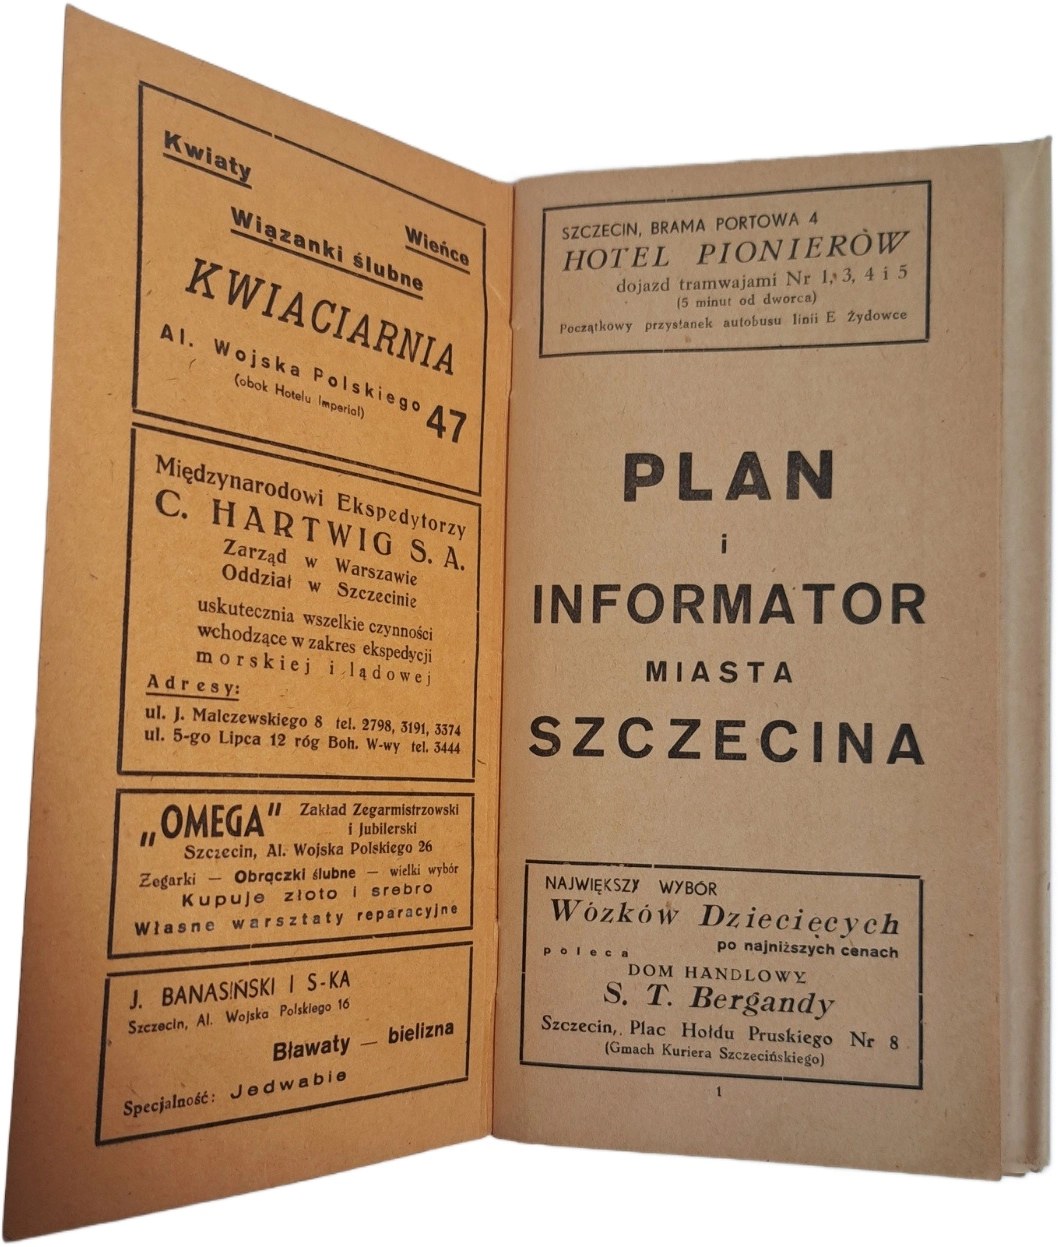 Kwiaty
Wieńce
Wiązanki ślubne
KWIACIARNIA
Al. Wojska Polskiego 47
(obok Hotelu Imperial)
Międzynarodowi Ekspedytorzy
C. HARTWIG S. A.
Zarząd w Warszawie
Oddział w Szczecinie
uskutecznia wszelkie czynności
wchodzące w zakres ekspedycji
morskiej i lądowej
Adresy:
ul. J. Malczewskiego 8 tel. 2798, 3191, 3374
ul. 5-go Lipca 12 róg Boh. W-wy tel. 3444
„OMEGA" Zakład Zegarmistrzowski
i Jubilerski
Szczecin, Al. Wojska Polskiego 26
Zegarki — Obrączki ślubne — wielki wybór
Kupuje złoto i srebro
Własne warsztaty reparacyjne
J. BANASIŃSKI I S-KA
Szczecin, Al. Wojska Polskiego 16
Bławaty — bielizna
Specjalność: Jedwabie
SZCZECIN, BRAMA PORTOWA 4
HOTEL PIONIERÒW
dojazd tramwajami Nr 1, 3, 4 i 5
(5 minut od dworca)
Początkowy przystanek autobusu linii E Żydowce
PLAN
i
INFORMATOR
MIASTA
SZCZECINA
NAJWIĘKSZY WYBÓR
Wózków Dziecięcych
poleca po najniższych cenach
DOM HANDLOWY
S. T. Bergandy
Szczecin, Plac Hołdu Pruskiego Nr 8
(Gmach Kuriera Szczecińskiego)
1